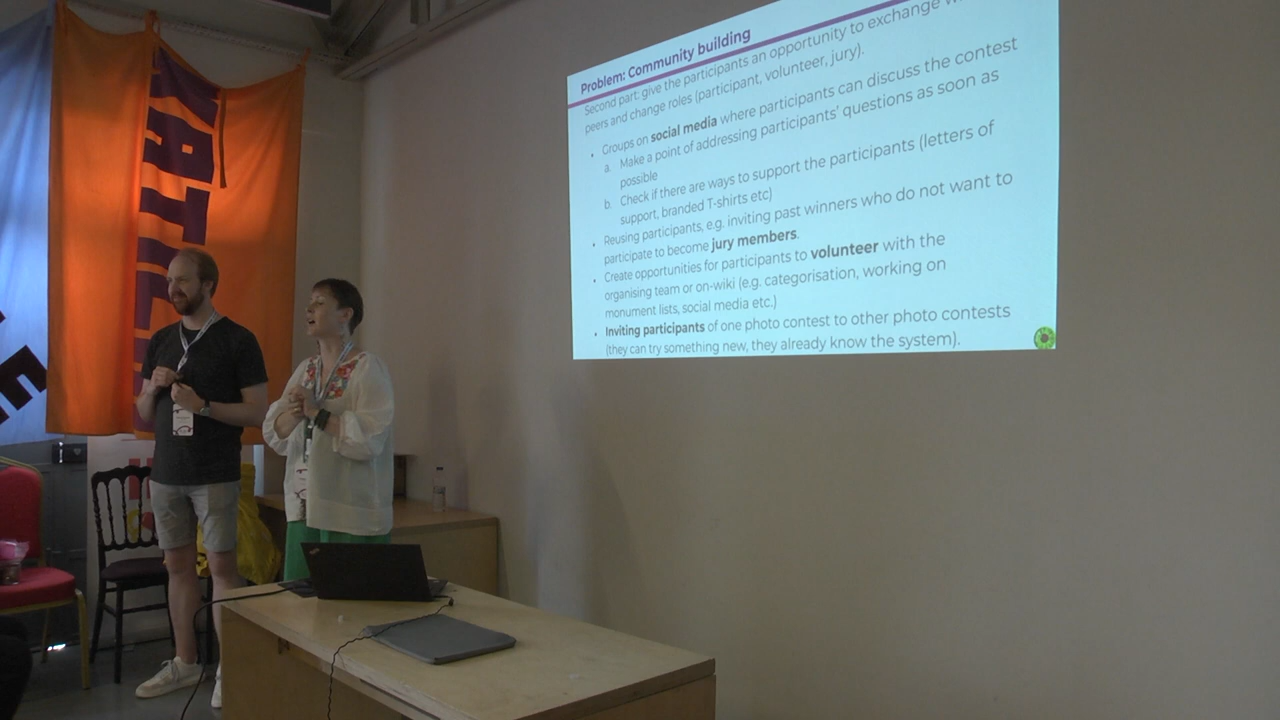 Problem: Community building
Second part: give the participants an opportunity to exchange
peers and change roles (participant, volunteer, jury).
• Groups on social media where participants can discuss the contest
a. Make a point of addressing participants' questions as soon as
possible
b. Check if there are ways to support the participants (letters of
support, branded T-shirts etc)
• Reusing participants, e.g. inviting past winners who do not want to
participate to become jury members.
• Create opportunities for participants to volunteer with the
organising team or on-wiki (e.g. categorisation, working on
monument lists, social media etc.)
• Inviting participants of one photo contest to other photo contests
(they can try something new, they already know the system).